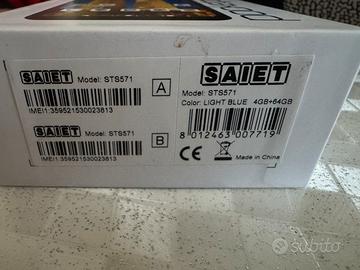 SAIET Model: STS571 A
IMEI1:359521530023813
SAIET Model: STS571 B
IMEI1:359521530023813
SAIET
Model: STS571
Color: LIGHT BLUE 4GB+64GB
8 012463 007719
CE Made in China
subito